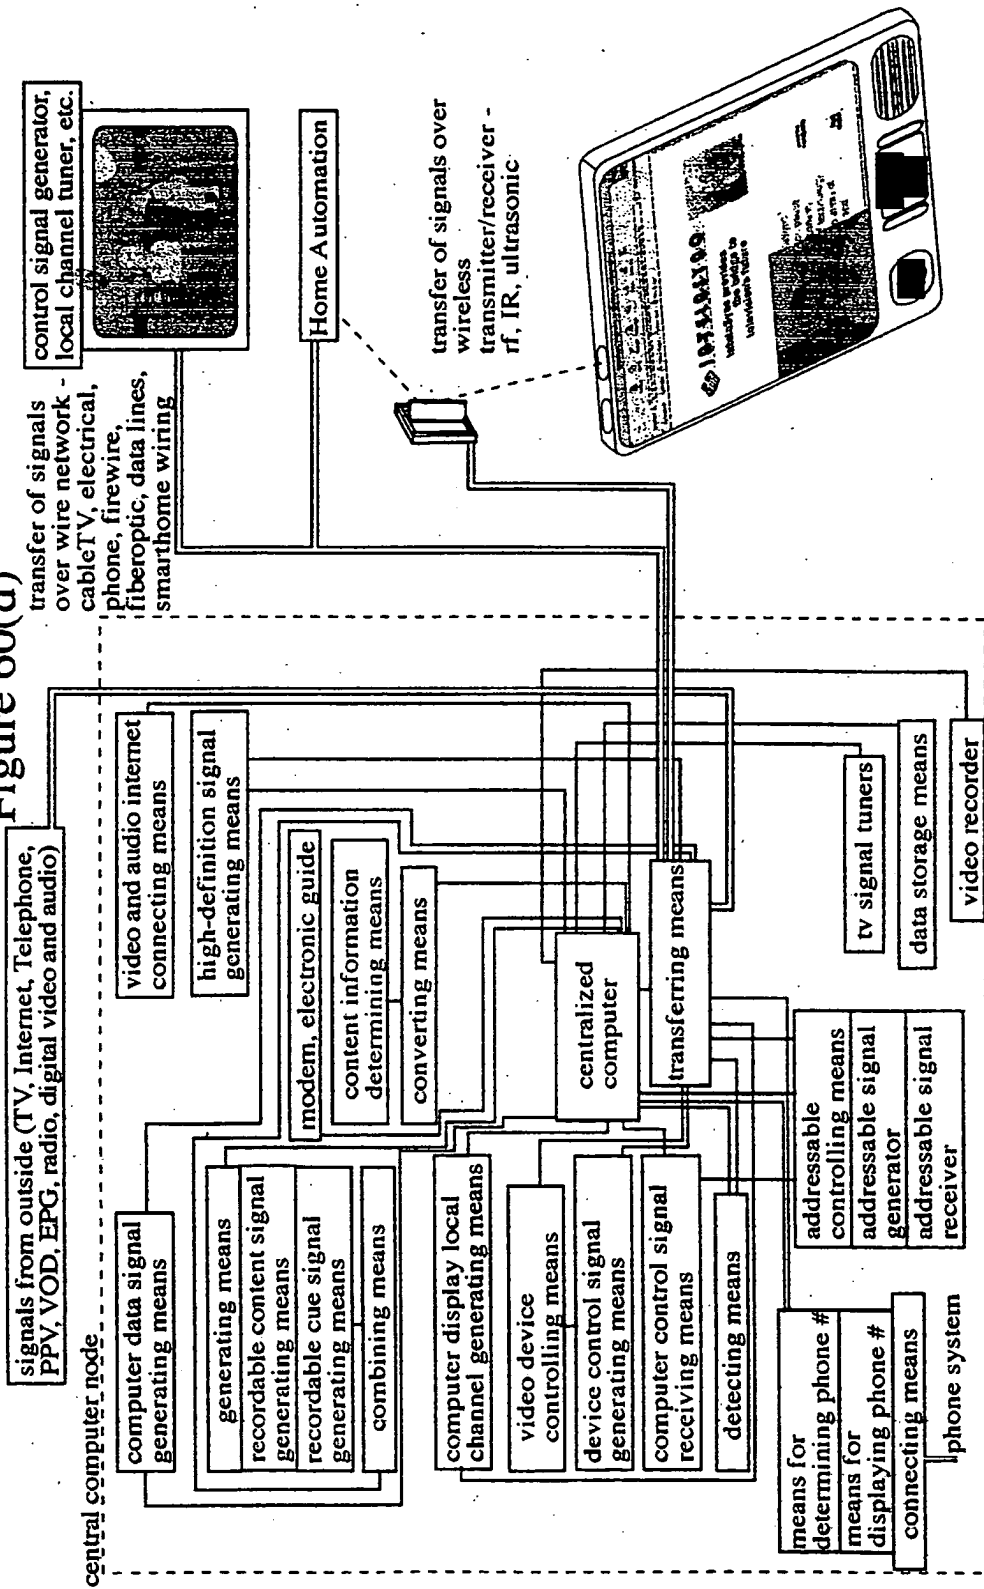 Figure 60(d)
signals from outside (TV, Internet, Telephone,
PPV, VOD, EPG, radio, digital video and audio)
central computer node
computer data signal
generating means
generating means
recordable content signal
generating means
recordable cue signal
generating means
combining means
computer display local
channel generating means
video device
controlling means
device control signal
generating means
computer control signal
receiving means
detecting means
means for
determining phone #
means for
displaying phone #
connecting means
phone system
addressable
controlling means
addressable signal
generator
addressable signal
receiver
video and audio internet
connecting means
high-definition signal
generating means
modem, electronic guide
content information
determining means
converting means
centralized
computer
transferring means
tv signal tuners
data storage means
video recorder
transfer of signals
over wire network -
cableTV, electrical,
phone, firewire,
fiberoptic, data lines,
smarthome wiring
control signal generator,
local channel tuner, etc.
Home Automation
transfer of signals over
wireless
transmitter/receiver -
rf, IR, ultrasonic
the bridge to
television's future